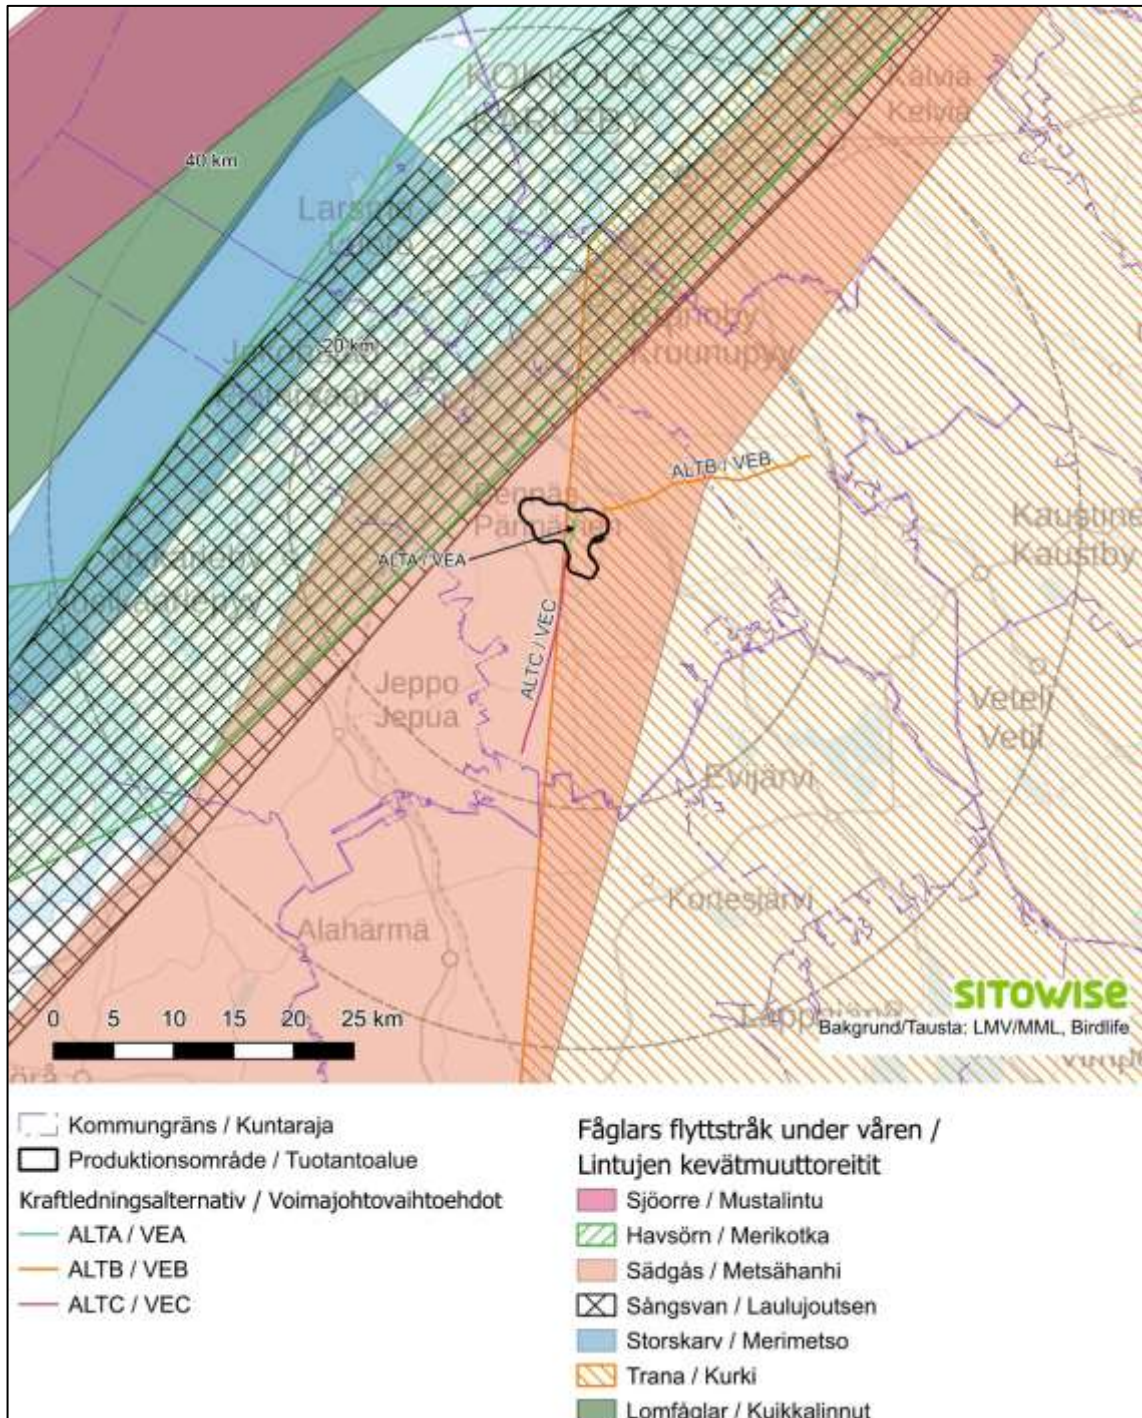 KOKKOLA
KARLEBY
Kälviä
Kelviä
40 km
Larsmo
Luoto
20 km
Kruunupyy
ALTB / VEB
Pännäinen
ALTA / VEA
Kaustinen
Kaustby
ALTC / VEC
Jeppo
Jepua
Veteli
Vetil
Evijärvi
Kortesjärvi
Alahärmä
SITOWISE
Bakgrund/Tausta: LMV/MML, Birdlife
0 5 10 15 20 25 km
Kommungräns / Kuntaraja
Produktionsområde / Tuotantoalue
Kraftledningsalternativ / Voimajohtovaihtoehdot
ALTA / VEA
ALTB / VEB
ALTC / VEC
Fåglars flyttstråk under våren /
Lintujen kevätmuuttoreitit
Sjöorre / Mustalintu
Havsörn / Merikotka
Sädgås / Metsähanhi
Sångsvan / Laulujoutsen
Storskarv / Merimetso
Trana / Kurki
Lomfåglar / Kuikkalinnut